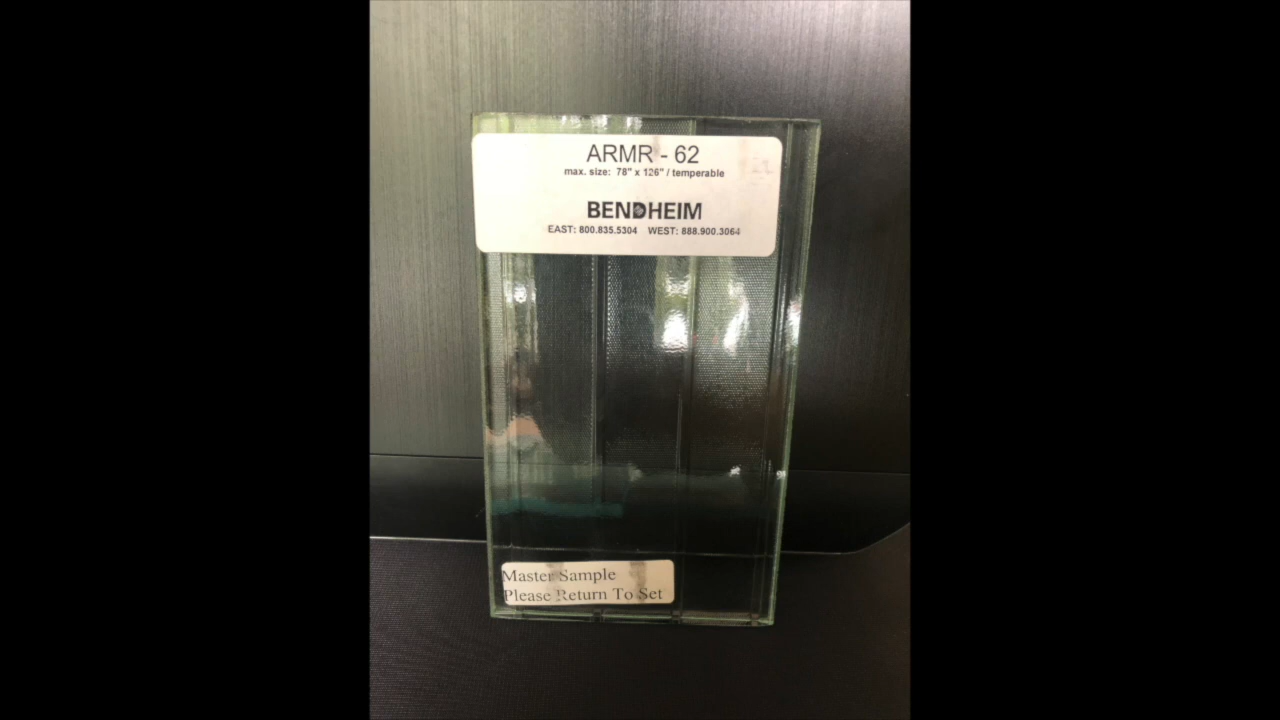 ARMR - 62
max. size: 78" x 126" / temperable
BENDHEIM
EAST: 800.835.5304 WEST: 888.900.3064
Master Sample
Please Return To Set